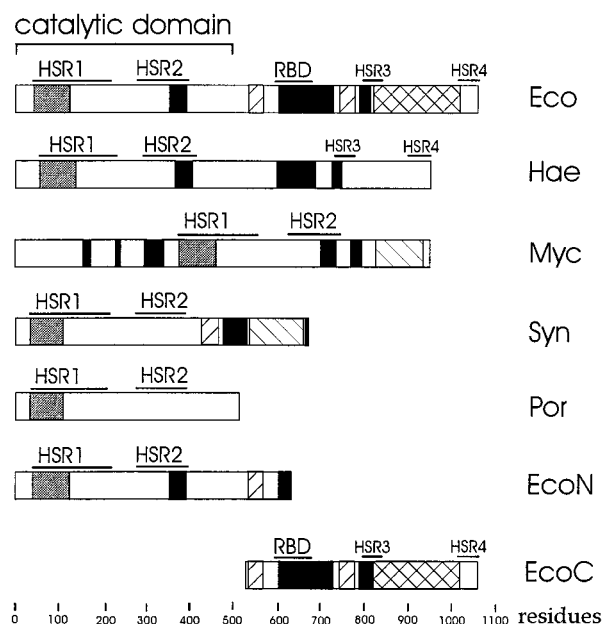 catalytic domain
HSR1 HSR2 RBD HSR3 HSR4
Eco
HSR1 HSR2 HSR3 HSR4
Hae
HSR1 HSR2
Myc
HSR1 HSR2
Syn
HSR1 HSR2
Por
HSR1 HSR2
EcoN
RBD HSR3 HSR4
EcoC
0 100 200 300 400 500 600 700 800 900 1000 1100 residues